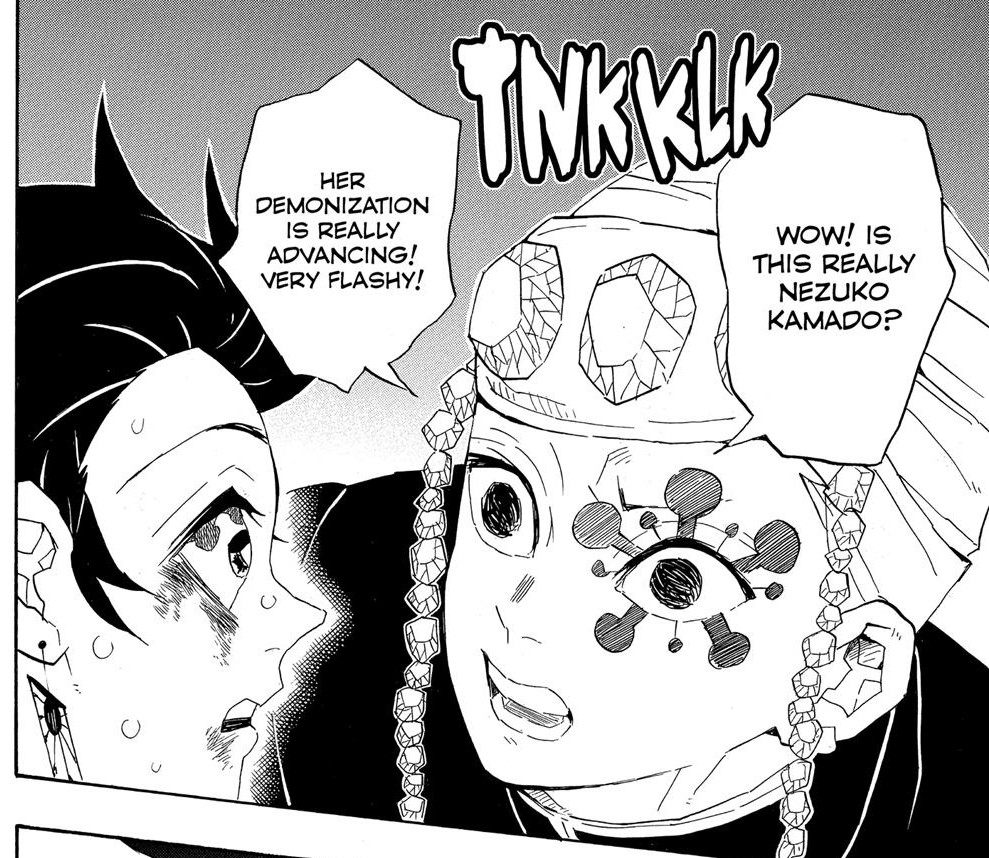 TNK KLK
WOW! IS
THIS REALLY
NEZUKO
KAMADO?
HER
DEMONIZATION
IS REALLY
ADVANCING!
VERY FLASHY!